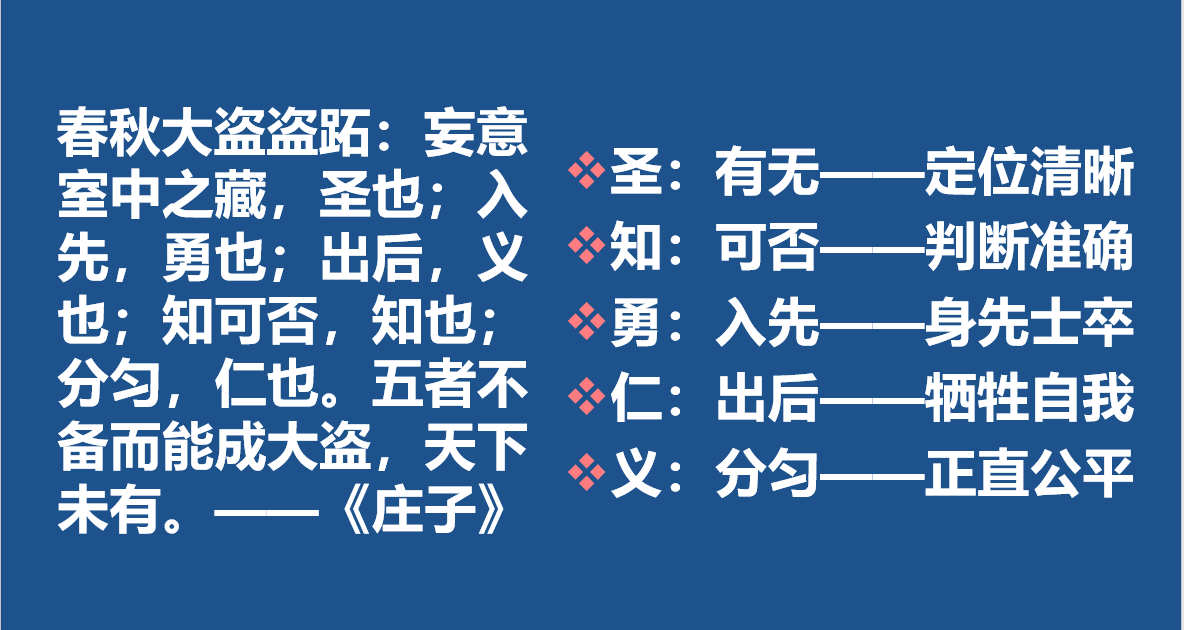 春秋大盗盗跖：妄意
室中之藏，圣也；入
先，勇也；出后，义
也；知可否，知也；
分匀，仁也。五者不
备而能成大盗，天下
未有。——《庄子》
圣：有无——定位清晰
知：可否——判断准确
勇：入先——身先士卒
仁：出后——牺牲自我
义：分匀——正直公平